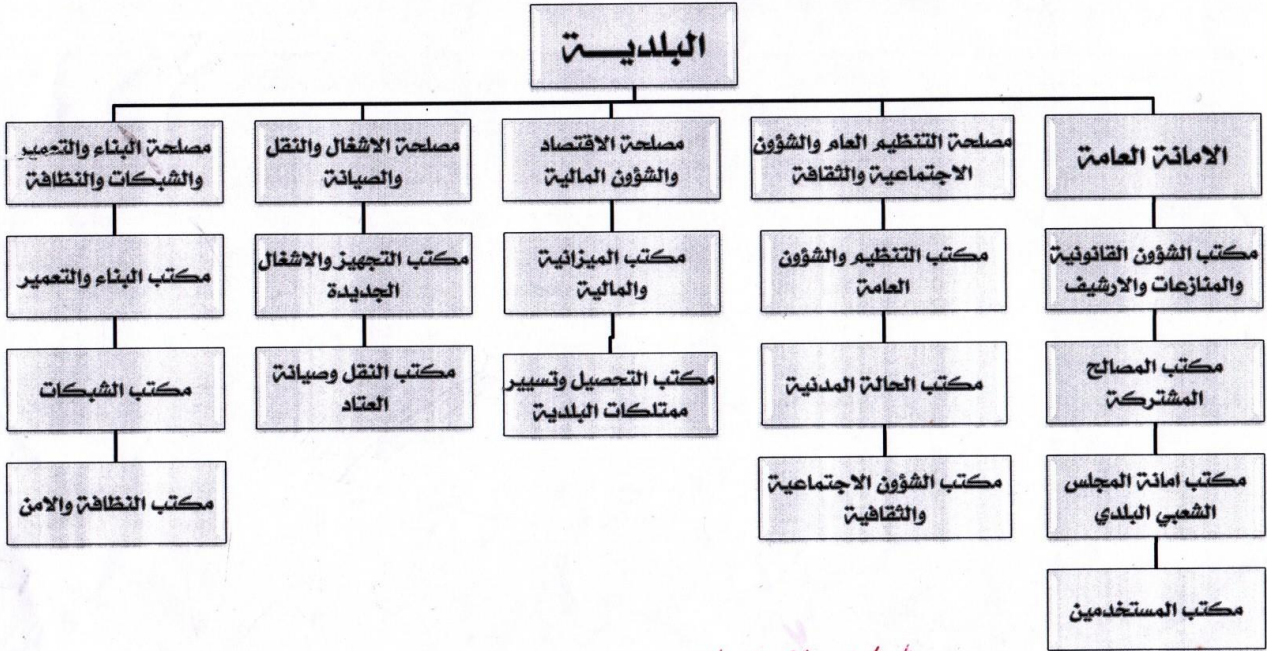 البلديـــة
الامانة العامة
مكتب الشؤون القانونية
والمنازعات والارشيف
مكتب المصالح
المشتركة
مكتب امانة المجلس
الشعبي البلدي
مكتب المستخدمين
مصلحة التنظيم العام والشؤون
الاجتماعية والثقافة
مكتب التنظيم والشؤون
العامة
مكتب الحالة المدنية
مكتب الشؤون الاجتماعية
والثقافية
مصلحة الاقتصاد
والشؤون المالية
مكتب الميزانية
والمالية
مكتب التحصيل وتسيير
ممتلكات البلدية
مصلحة الاشغال والنقل
والصيانة
مكتب التجهيز والاشغال
الجديدة
مكتب النقل وصيانة
العتاد
مصلحة البناء والتعمير
والشبكات والنظافة
مكتب البناء والتعمير
مكتب الشبكات
مكتب النظافة والامن